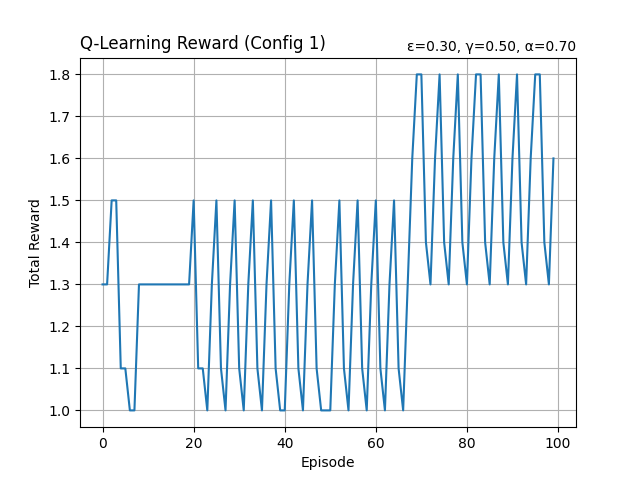 Q-Learning Reward (Config 1)
ε=0.30, γ=0.50, α=0.70
Total Reward
1.8
1.7
1.6
1.5
1.4
1.3
1.2
1.1
1.0
0 20 40 60 80 100
Episode